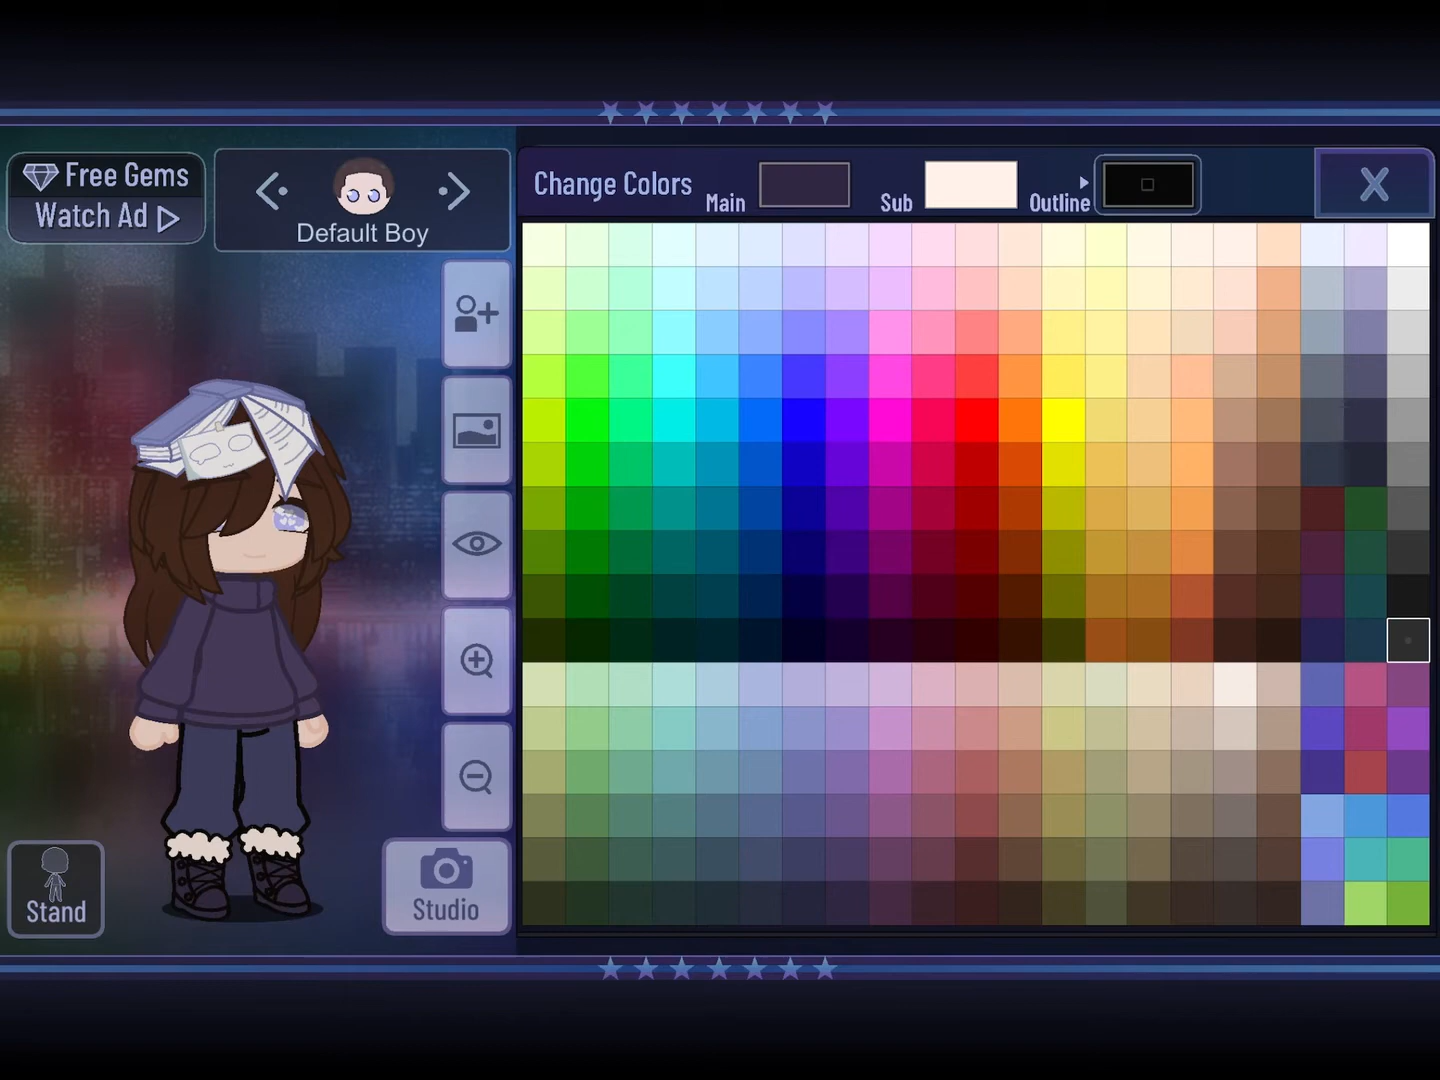 Free Gems
Watch Ad
Default Boy
Change Colors
Main
Sub
Outline
X
Stand
Studio